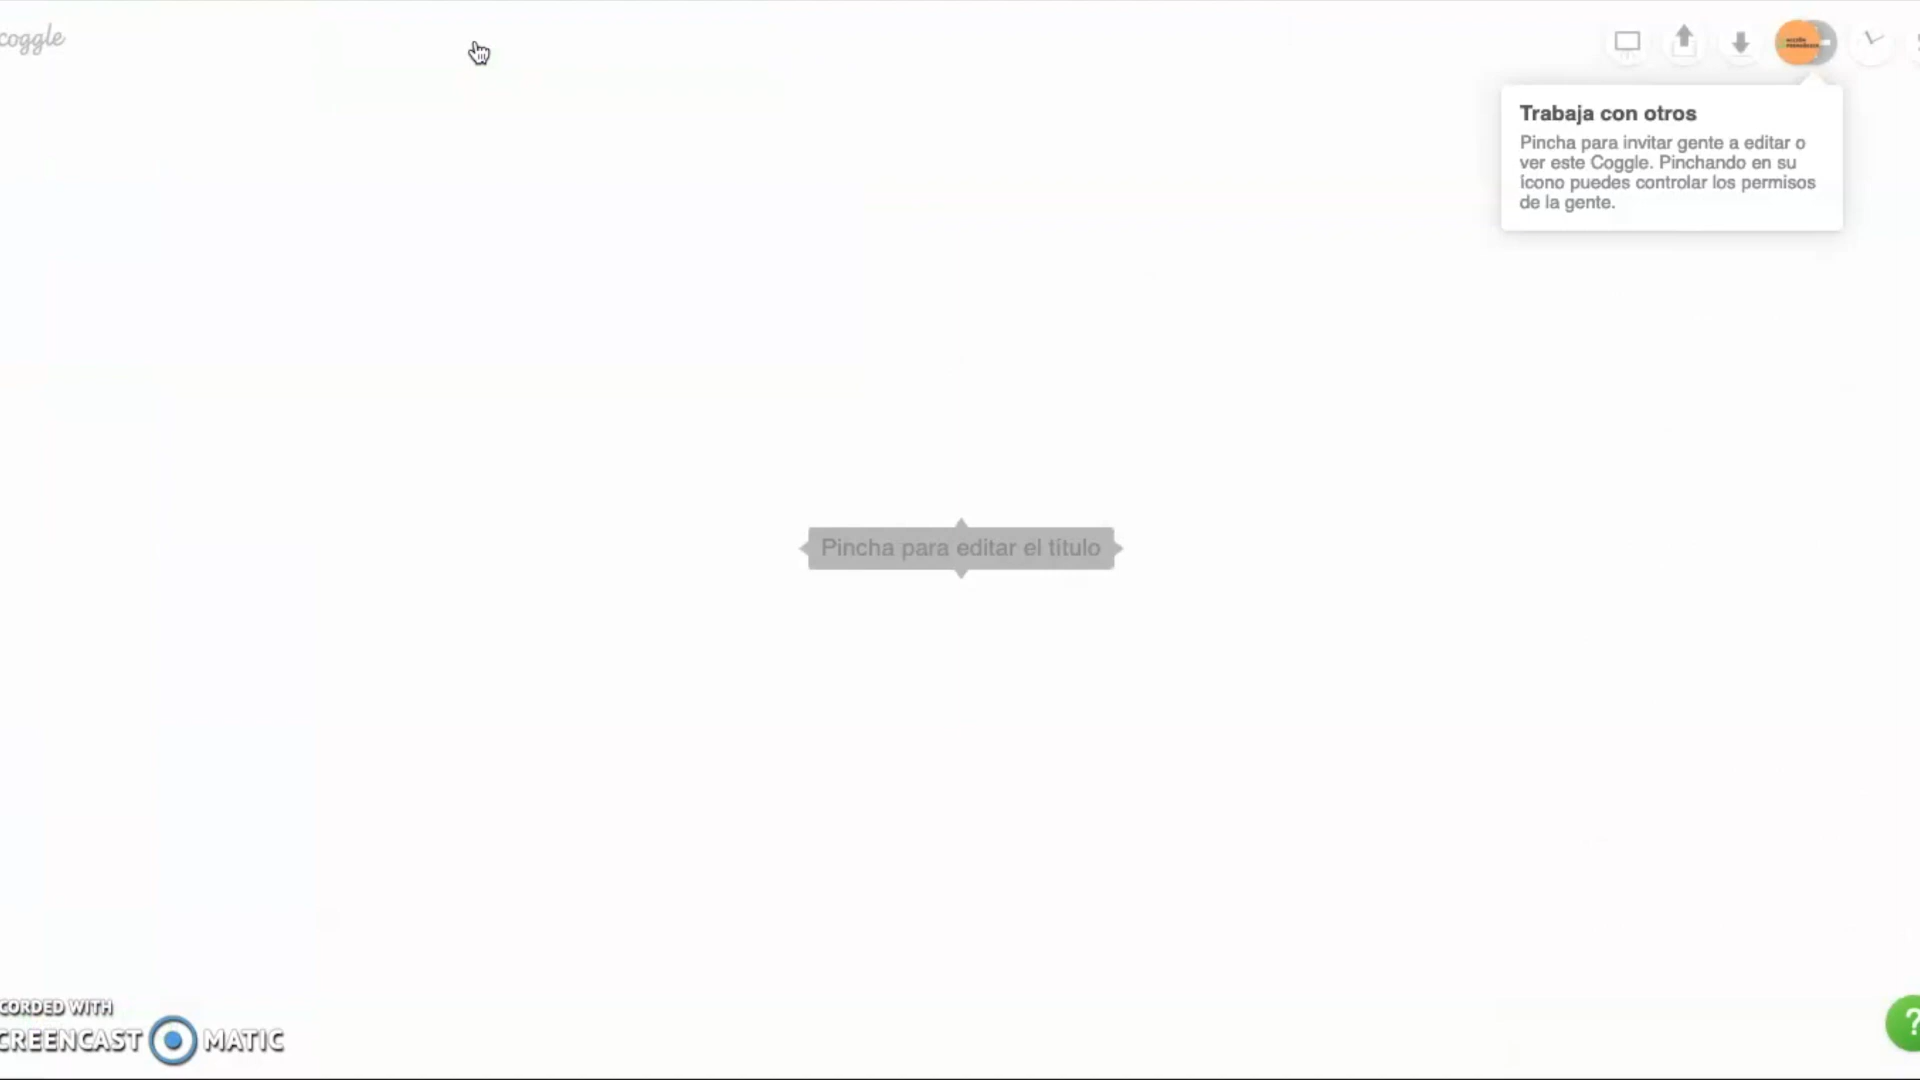 coggle
Trabaja con otros
Pincha para invitar gente a editar o
ver este Coggle. Pinchando en su
ícono puedes controlar los permisos
de la gente.
Pincha para editar el título
CORDED WITH
CREENCAST MATIC
?